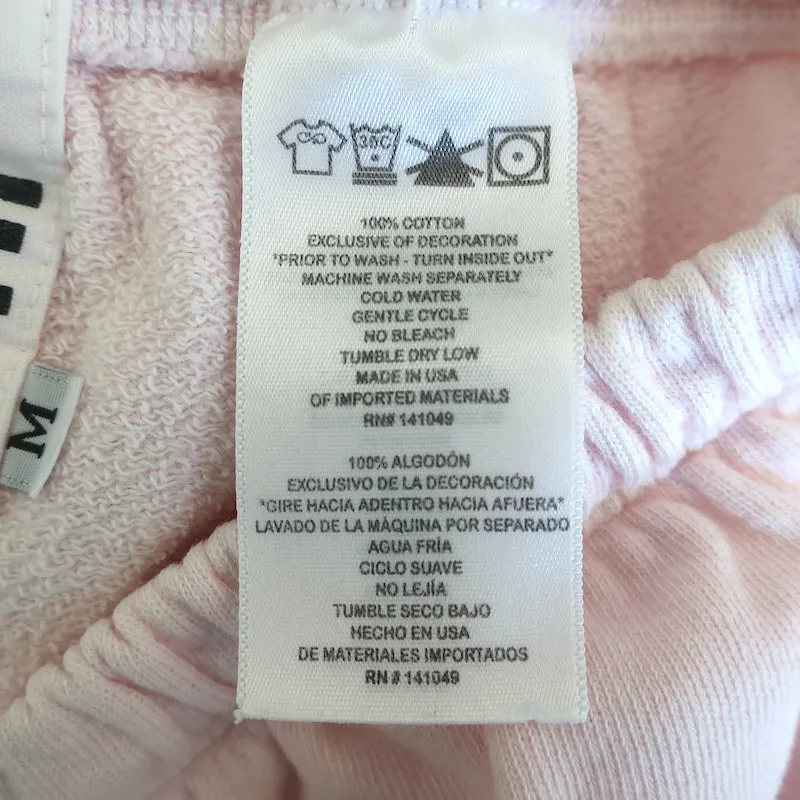 30C
100% COTTON
EXCLUSIVE OF DECORATION
*PRIOR TO WASH - TURN INSIDE OUT*
MACHINE WASH SEPARATELY
COLD WATER
GENTLE CYCLE
NO BLEACH
TUMBLE DRY LOW
MADE IN USA
OF IMPORTED MATERIALS
RN# 141049
100% ALGODÓN
EXCLUSIVO DE LA DECORACIÓN
*GIRE HACIA ADENTRO HACIA AFUERA*
LAVADO DE LA MÁQUINA POR SEPARADO
AGUA FRÍA
CICLO SUAVE
NO LEJÍA
TUMBLE SECO BAJO
HECHO EN USA
DE MATERIALES IMPORTADOS
RN # 141049
M